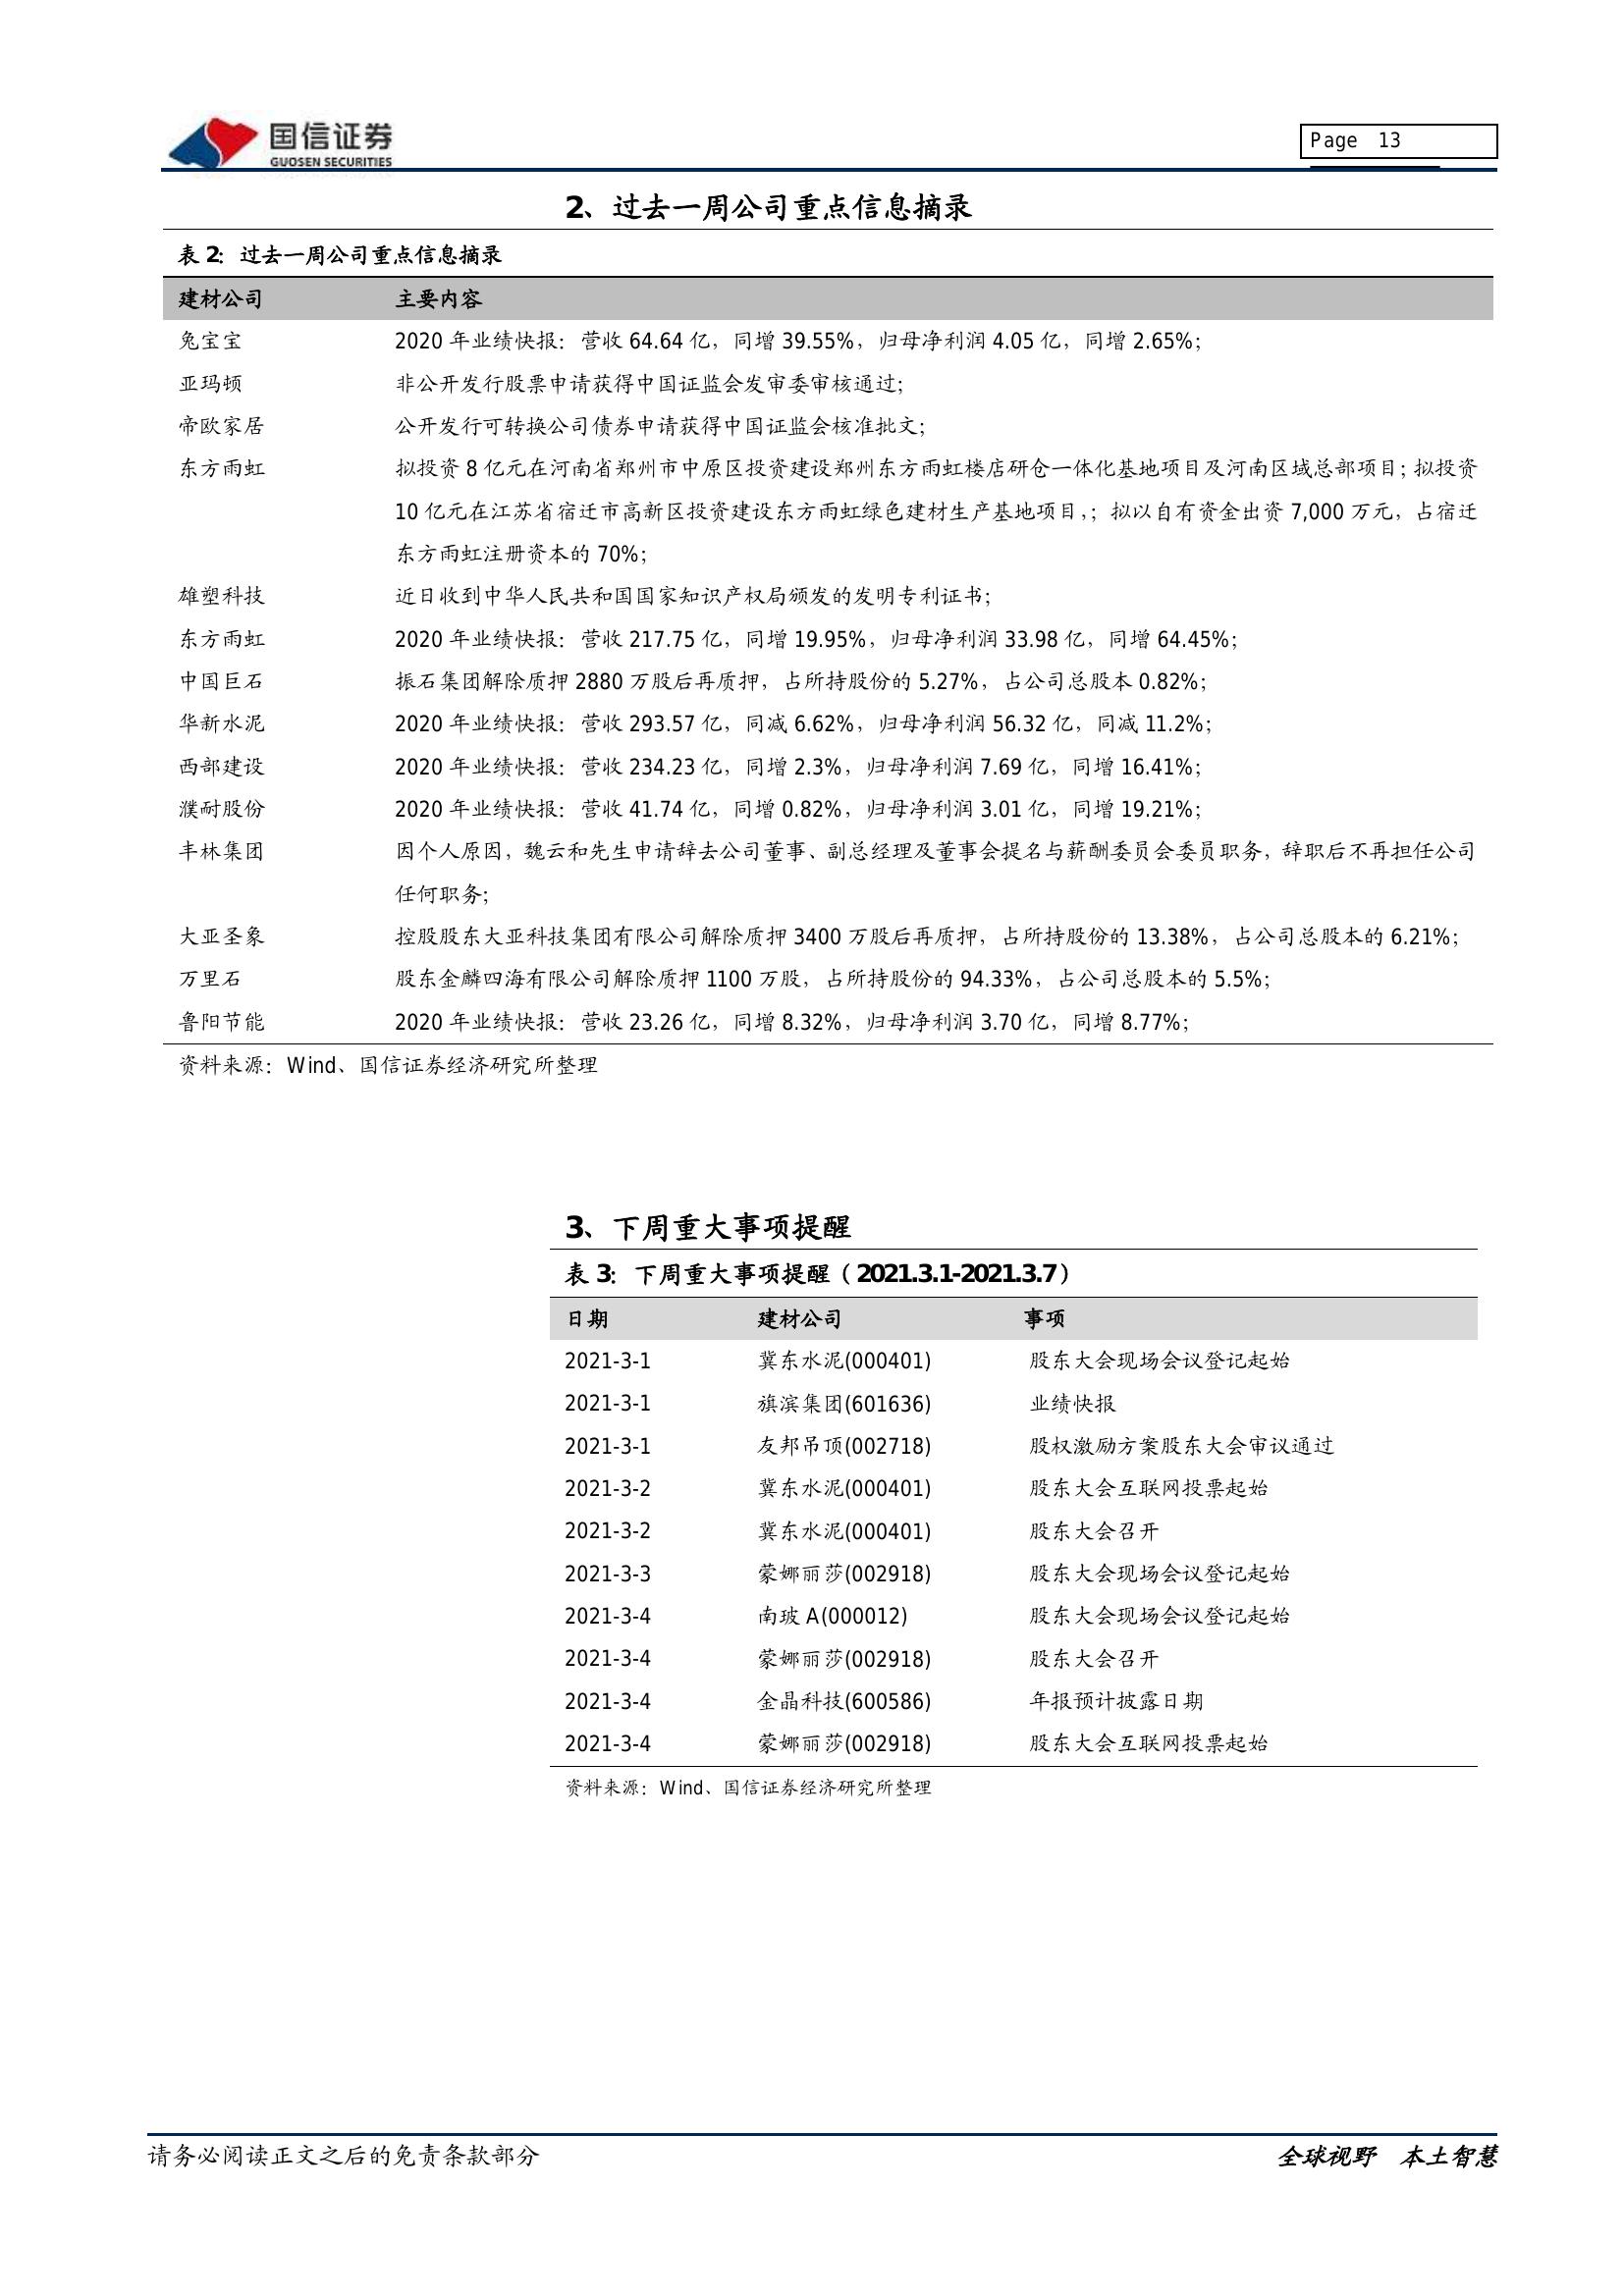 国信证券
GUOSEN SECURITIES
Page 13
2、过去一周公司重点信息摘录
表 2：过去一周公司重点信息摘录
建材公司 主要内容
兔宝宝 2020 年业绩快报：营收 64.64 亿，同增 39.55%，归母净利润 4.05 亿，同增 2.65%；
亚玛顿 非公开发行股票申请获得中国证监会发审委审核通过；
帝欧家居 公开发行可转换公司债券申请获得中国证监会核准批文；
东方雨虹 拟投资 8 亿元在河南省郑州市中原区投资建设郑州东方雨虹楼店研仓一体化基地项目及河南区域总部项目；拟投资
10 亿元在江苏省宿迁市高新区投资建设东方雨虹绿色建材生产基地项目，；拟以自有资金出资 7,000 万元，占宿迁
东方雨虹注册资本的 70%；
雄塑科技 近日收到中华人民共和国国家知识产权局颁发的发明专利证书；
东方雨虹 2020 年业绩快报：营收 217.75 亿，同增 19.95%，归母净利润 33.98 亿，同增 64.45%；
中国巨石 振石集团解除质押 2880 万股后再质押，占所持股份的 5.27%，占公司总股本 0.82%；
华新水泥 2020 年业绩快报：营收 293.57 亿，同减 6.62%，归母净利润 56.32 亿，同减 11.2%；
西部建设 2020 年业绩快报：营收 234.23 亿，同增 2.3%，归母净利润 7.69 亿，同增 16.41%；
濮耐股份 2020 年业绩快报：营收 41.74 亿，同增 0.82%，归母净利润 3.01 亿，同增 19.21%；
丰林集团 因个人原因，魏云和先生申请辞去公司董事、副总经理及董事会提名与薪酬委员会委员职务，辞职后不再担任公司
任何职务；
大亚圣象 控股股东大亚科技集团有限公司解除质押 3400 万股后再质押，占所持股份的 13.38%，占公司总股本的 6.21%；
万里石 股东金麟四海有限公司解除质押 1100 万股，占所持股份的 94.33%，占公司总股本的 5.5%；
鲁阳节能 2020 年业绩快报：营收 23.26 亿，同增 8.32%，归母净利润 3.70 亿，同增 8.77%；
资料来源：Wind、国信证券经济研究所整理
3、下周重大事项提醒
表 3：下周重大事项提醒（2021.3.1-2021.3.7）
日期 建材公司 事项
2021-3-1 冀东水泥(000401) 股东大会现场会议登记起始
2021-3-1 旗滨集团(601636) 业绩快报
2021-3-1 友邦吊顶(002718) 股权激励方案股东大会审议通过
2021-3-2 冀东水泥(000401) 股东大会互联网投票起始
2021-3-2 冀东水泥(000401) 股东大会召开
2021-3-3 蒙娜丽莎(002918) 股东大会现场会议登记起始
2021-3-4 南玻 A(000012) 股东大会现场会议登记起始
2021-3-4 蒙娜丽莎(002918) 股东大会召开
2021-3-4 金晶科技(600586) 年报预计披露日期
2021-3-4 蒙娜丽莎(002918) 股东大会互联网投票起始
资料来源：Wind、国信证券经济研究所整理
请务必阅读正文之后的免责条款部分 全球视野 本土智慧